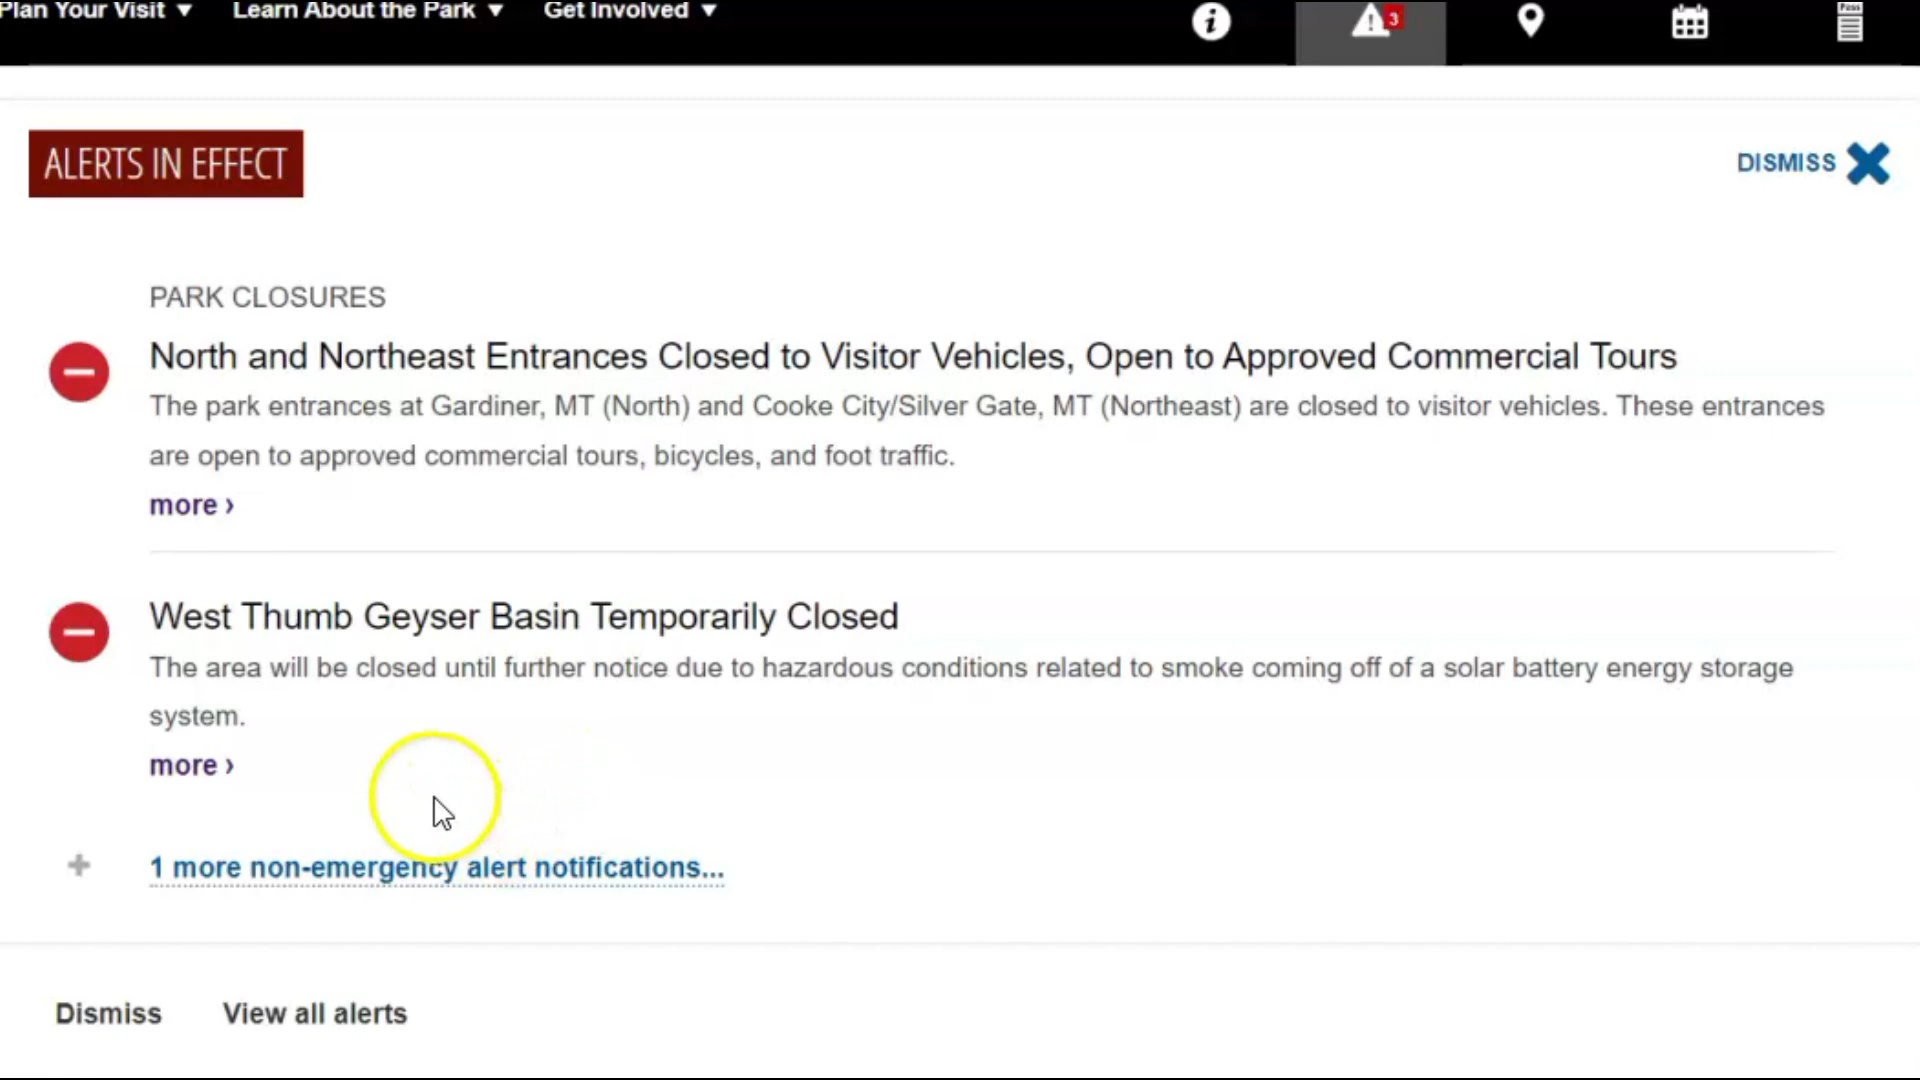 Plan Your Visit ▼ Learn About the Park ▼ Get Involved ▼
3
Pass
ALERTS IN EFFECT
DISMISS
PARK CLOSURES
North and Northeast Entrances Closed to Visitor Vehicles, Open to Approved Commercial Tours
The park entrances at Gardiner, MT (North) and Cooke City/Silver Gate, MT (Northeast) are closed to visitor vehicles. These entrances
are open to approved commercial tours, bicycles, and foot traffic.
more ›
West Thumb Geyser Basin Temporarily Closed
The area will be closed until further notice due to hazardous conditions related to smoke coming off of a solar battery energy storage
system.
more ›
1 more non-emergency alert notifications...
Dismiss View all alerts